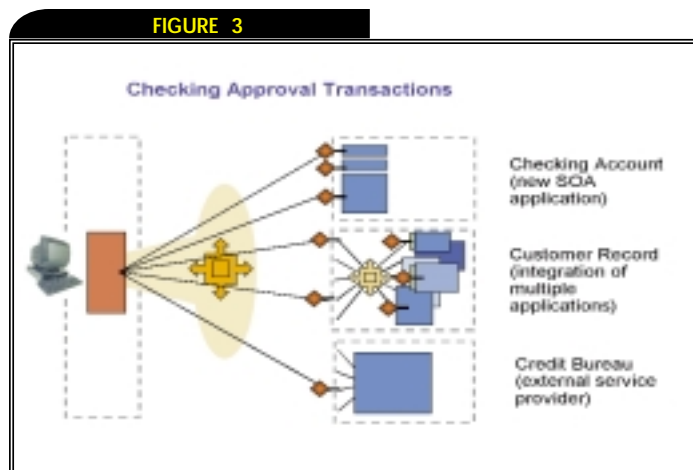 FIGURE 3
Checking Approval Transactions
Checking Account
(new SOA
application)
Customer Record
(integration of
multiple
applications)
Credit Bureau
(external service
provider)